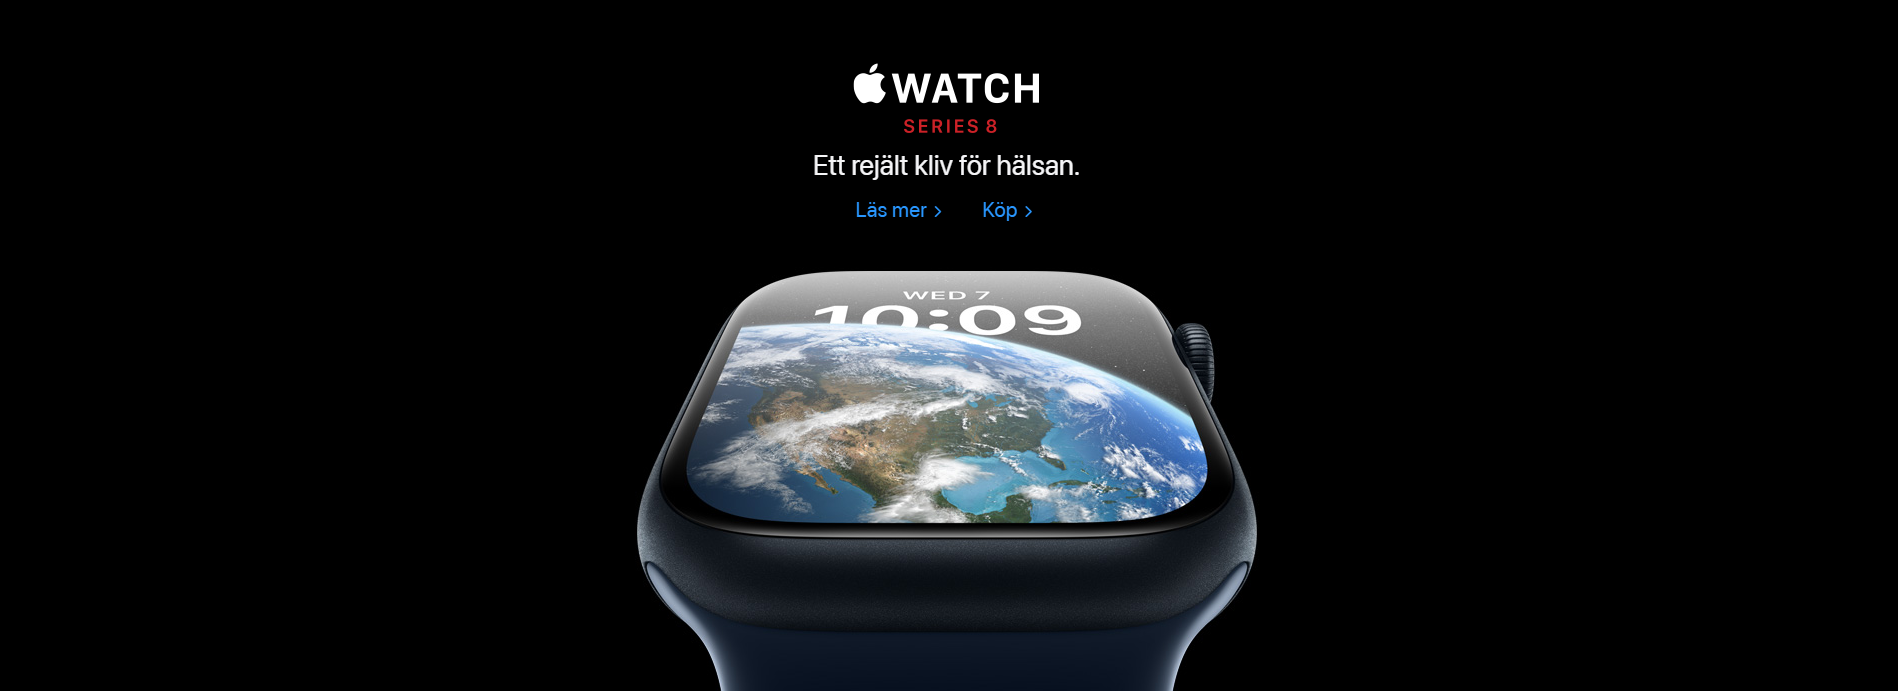 WATCH
SERIES 8
Ett rejält kliv för hälsan.
Läs mer > Köp >
WED 7
10:09